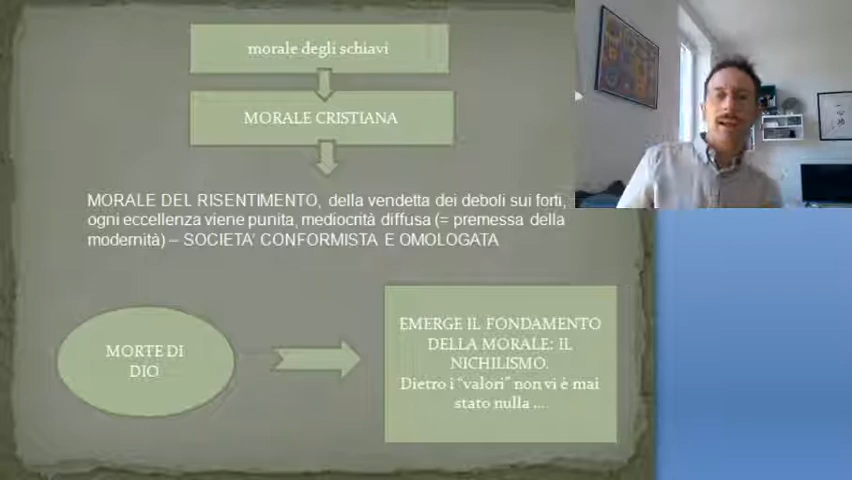 morale degli schiavi
MORALE CRISTIANA
MORALE DEL RISENTIMENTO, della vendetta dei deboli sui forti,
ogni eccellenza viene punita, mediocrità diffusa (= premessa della
modernità) – SOCIETA' CONFORMISTA E OMOLOGATA
MORTE DI
DIO
EMERGE IL FONDAMENTO
DELLA MORALE: IL
NICHILISMO.
Dietro i "valori" non vi è mai
stato nulla ….